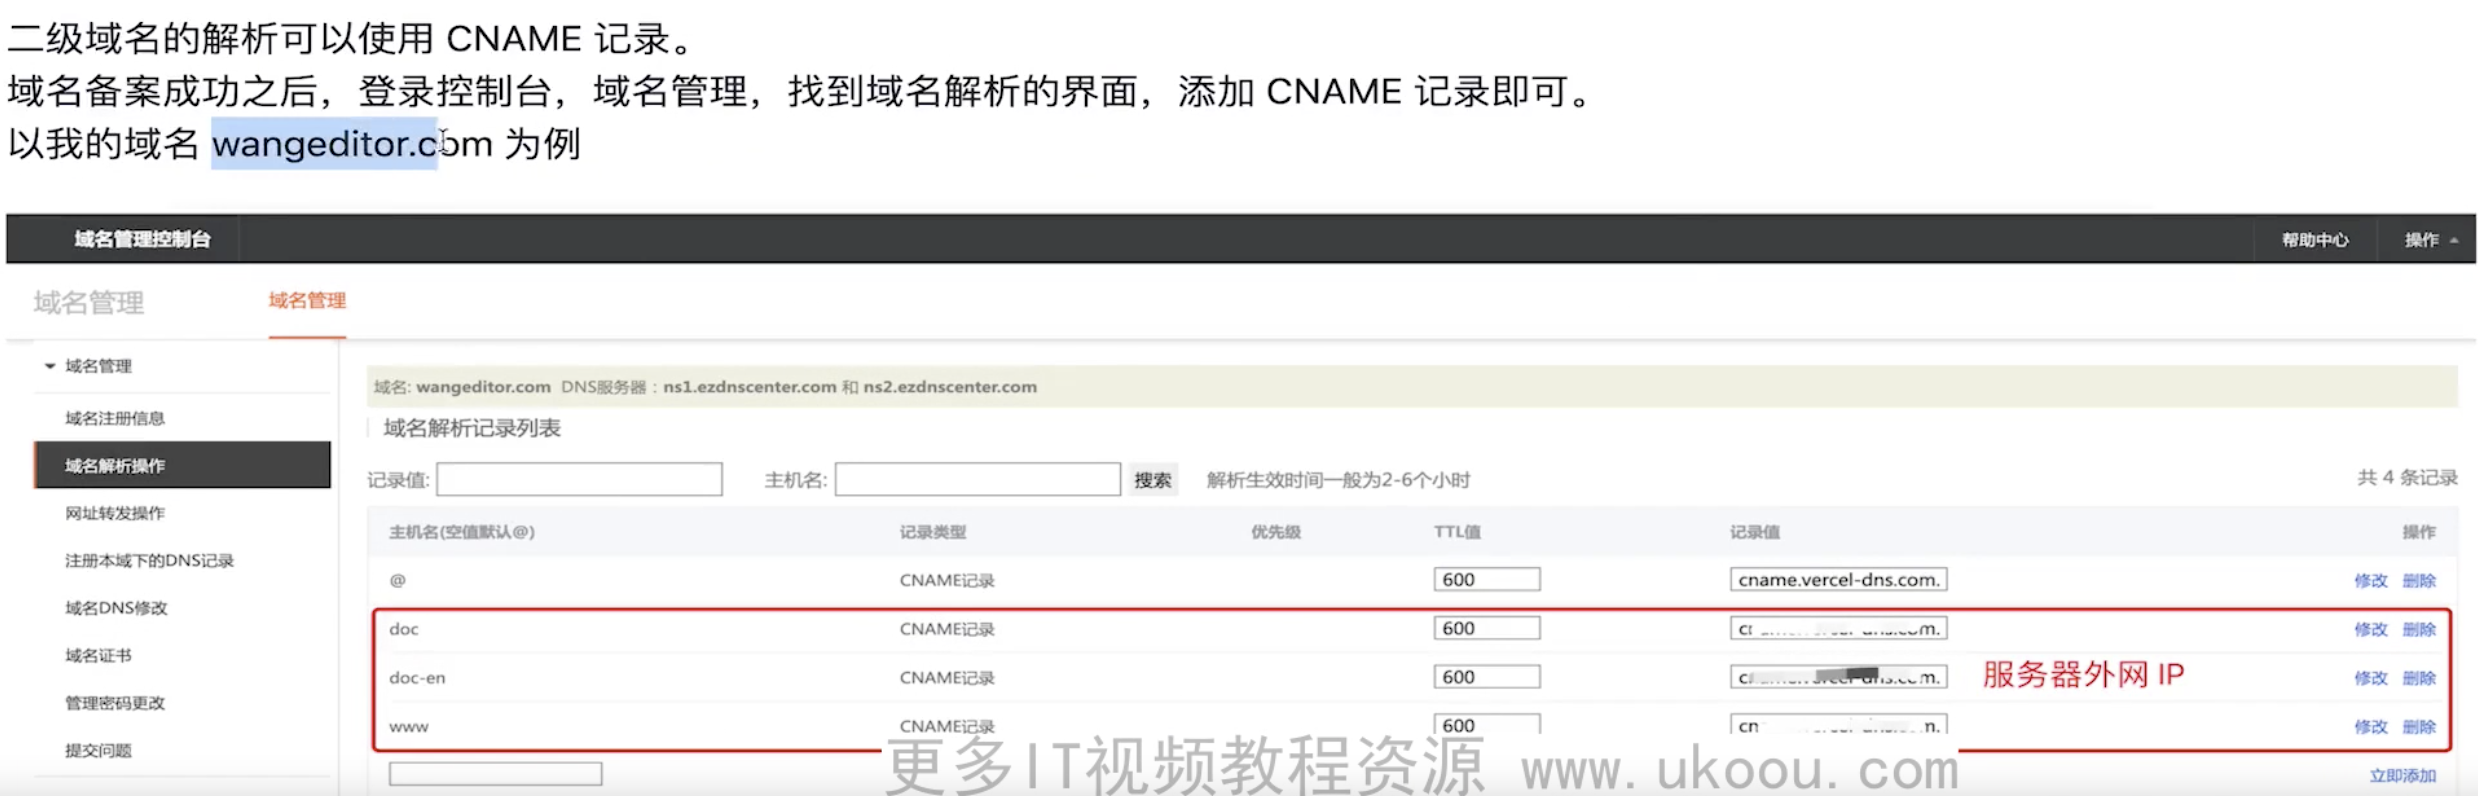 二级域名的解析可以使用 CNAME 记录。
域名备案成功之后，登录控制台，域名管理，找到域名解析的界面，添加 CNAME 记录即可。
以我的域名 wangeditor.com 为例
域名管理控制台 帮助中心 操作
域名管理 域名管理
域名管理
域名注册信息
域名解析操作
网址转发操作
注册本域下的DNS记录
域名DNS修改
域名证书
管理密码更改
提交问题
域名: wangeditor.com DNS服务器：ns1.ezdnscenter.com 和 ns2.ezdnscenter.com
域名解析记录列表
记录值: 主机名: 搜索 解析生效时间一般为2-6个小时 共 4 条记录
主机名(空值默认@) 记录类型 优先级 TTL值 记录值 操作
@ CNAME记录 600 cname.vercel-dns.com. 修改 删除
doc CNAME记录 600 修改 删除
doc-en CNAME记录 600 修改 删除
服务器外网 IP
www CNAME记录 600 修改 删除
立即添加
更多IT视频教程资源 www.ukoou.com